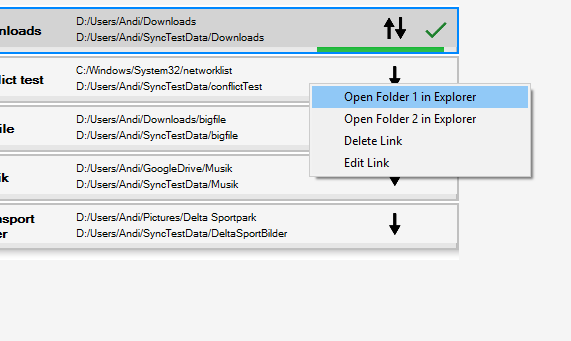 nloads
D:/Users/Andi/Downloads
D:/Users/Andi/SyncTestData/Downloads
lict test
C:/Windows/System32/networklist
D:/Users/Andi/SyncTestData/conflictTest
Open Folder 1 in Explorer
Open Folder 2 in Explorer
Delete Link
Edit Link
file
D:/Users/Andi/Downloads/bigfile
D:/Users/Andi/SyncTestData/bigfile
ik
D:/Users/Andi/GoogleDrive/Musik
D:/Users/Andi/SyncTestData/Musik
nsport
er
D:/Users/Andi/Pictures/Delta Sportpark
D:/Users/Andi/SyncTestData/DeltaSportBilder